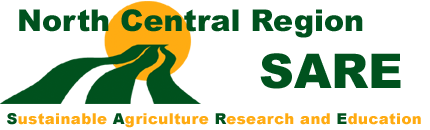 North Central Region
SARE
Sustainable Agriculture Research and Education